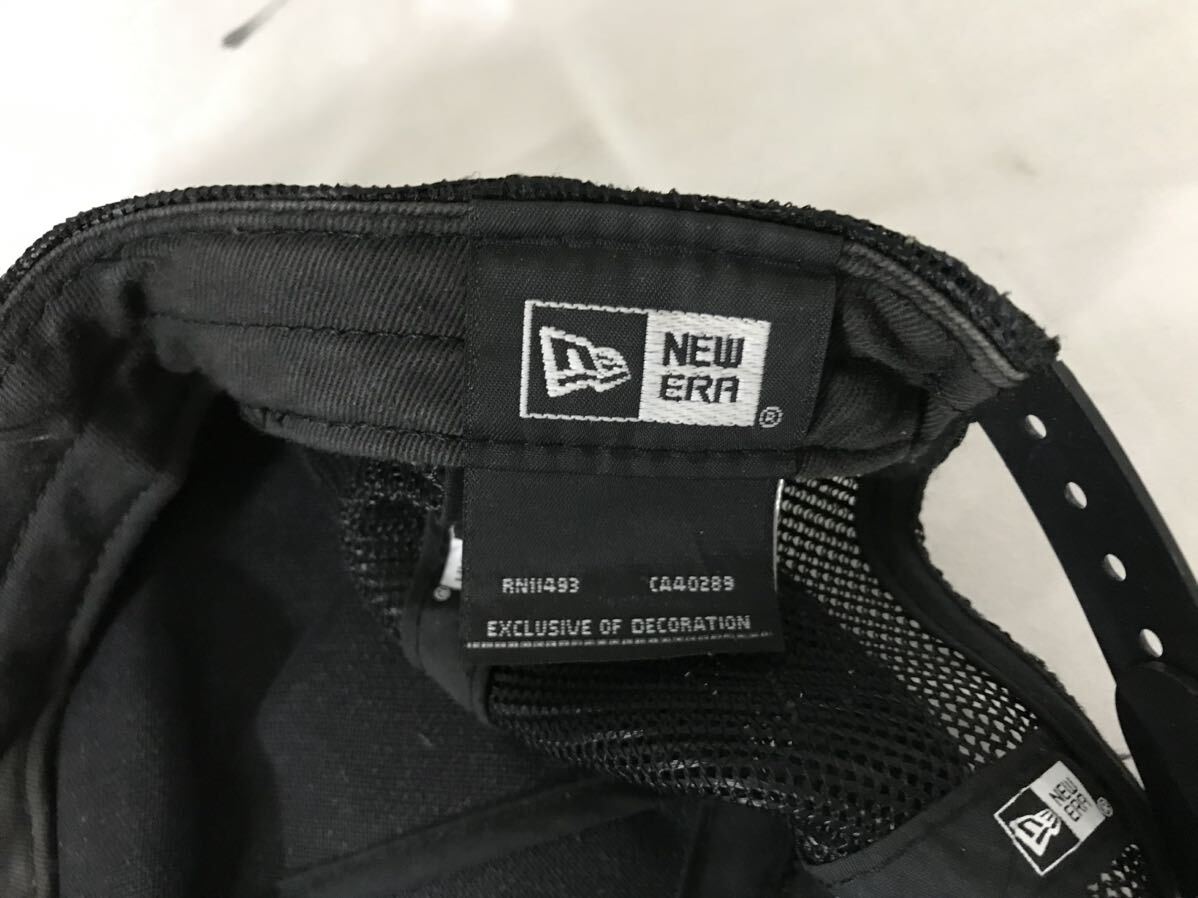 NEW
ERA
®
RN11493 CA40289
EXCLUSIVE OF DECORATION
®
NEW
ERA
®